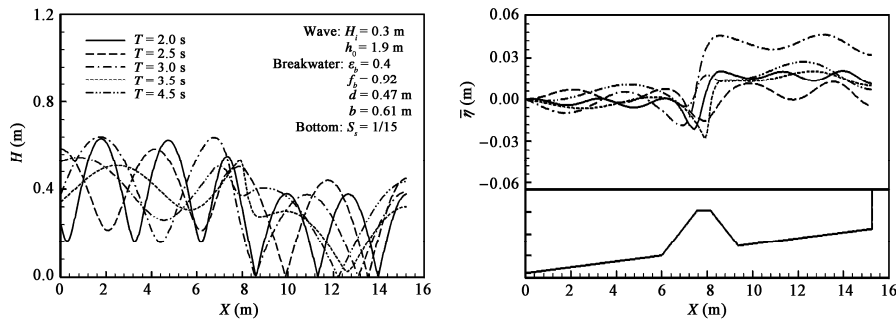 1.2
0.8
0.4
0.0
H (m)
T = 2.0 s
T = 2.5 s
T = 3.0 s
T = 3.5 s
T = 4.5 s
Wave: Hᵢ = 0.3 m
h₀ = 1.9 m
Breakwater: ε_b = 0.4
f_b = 0.92
d = 0.47 m
b = 0.61 m
Bottom: Sₛ = 1/15
0 2 4 6 8 10 12 14 16
X (m)
0.06
0.03
0.00
−0.03
−0.06
η̅ (m)
0 2 4 6 8 10 12 14 16
X (m)